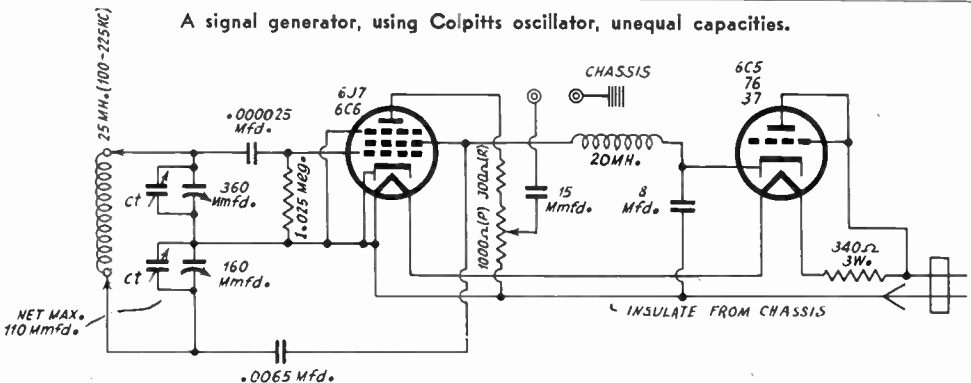 A signal generator, using Colpitts oscillator, unequal capacities.
25 MH. (100-225KC)
.000025
Mfd.
6J7
6C6
CHASSIS
6C5
76
37
ct
360
Mmfd.
1.025 Meg.
300Ω(R)
1000Ω(P)
15
Mmfd.
20MH.
8
Mfd.
340Ω
3W.
ct
160
Mmfd.
NET MAX.
110 Mmfd.
INSULATE FROM CHASSIS
.0065 Mfd.